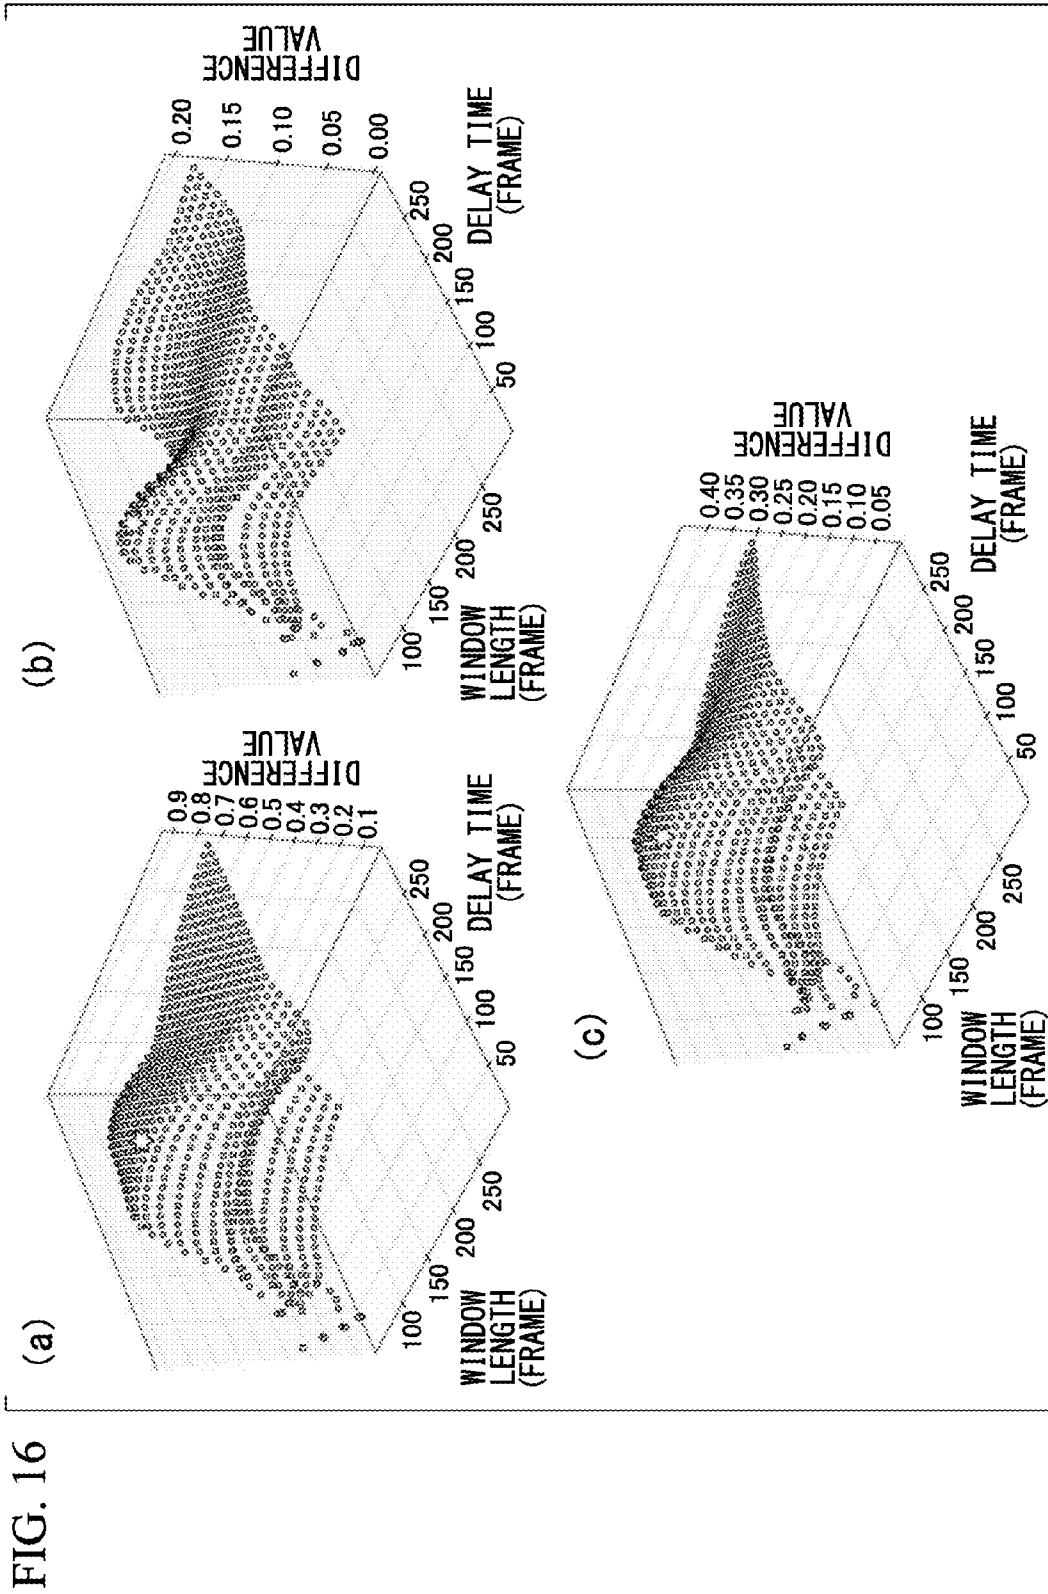 FIG. 16
(a)
DIFFERENCE
VALUE
0.9
0.8
0.7
0.6
0.5
0.4
0.3
0.2
0.1
WINDOW
LENGTH
(FRAME)
100
150
200
250
50
100
150
200
250
DELAY TIME
(FRAME)
(b)
DIFFERENCE
VALUE
0.20
0.15
0.10
0.05
0.00
WINDOW
LENGTH
(FRAME)
100
150
200
250
50
100
150
200
250
DELAY TIME
(FRAME)
(c)
DIFFERENCE
VALUE
0.40
0.35
0.30
0.25
0.20
0.15
0.10
0.05
WINDOW
LENGTH
(FRAME)
100
150
200
250
50
100
150
200
250
DELAY TIME
(FRAME)